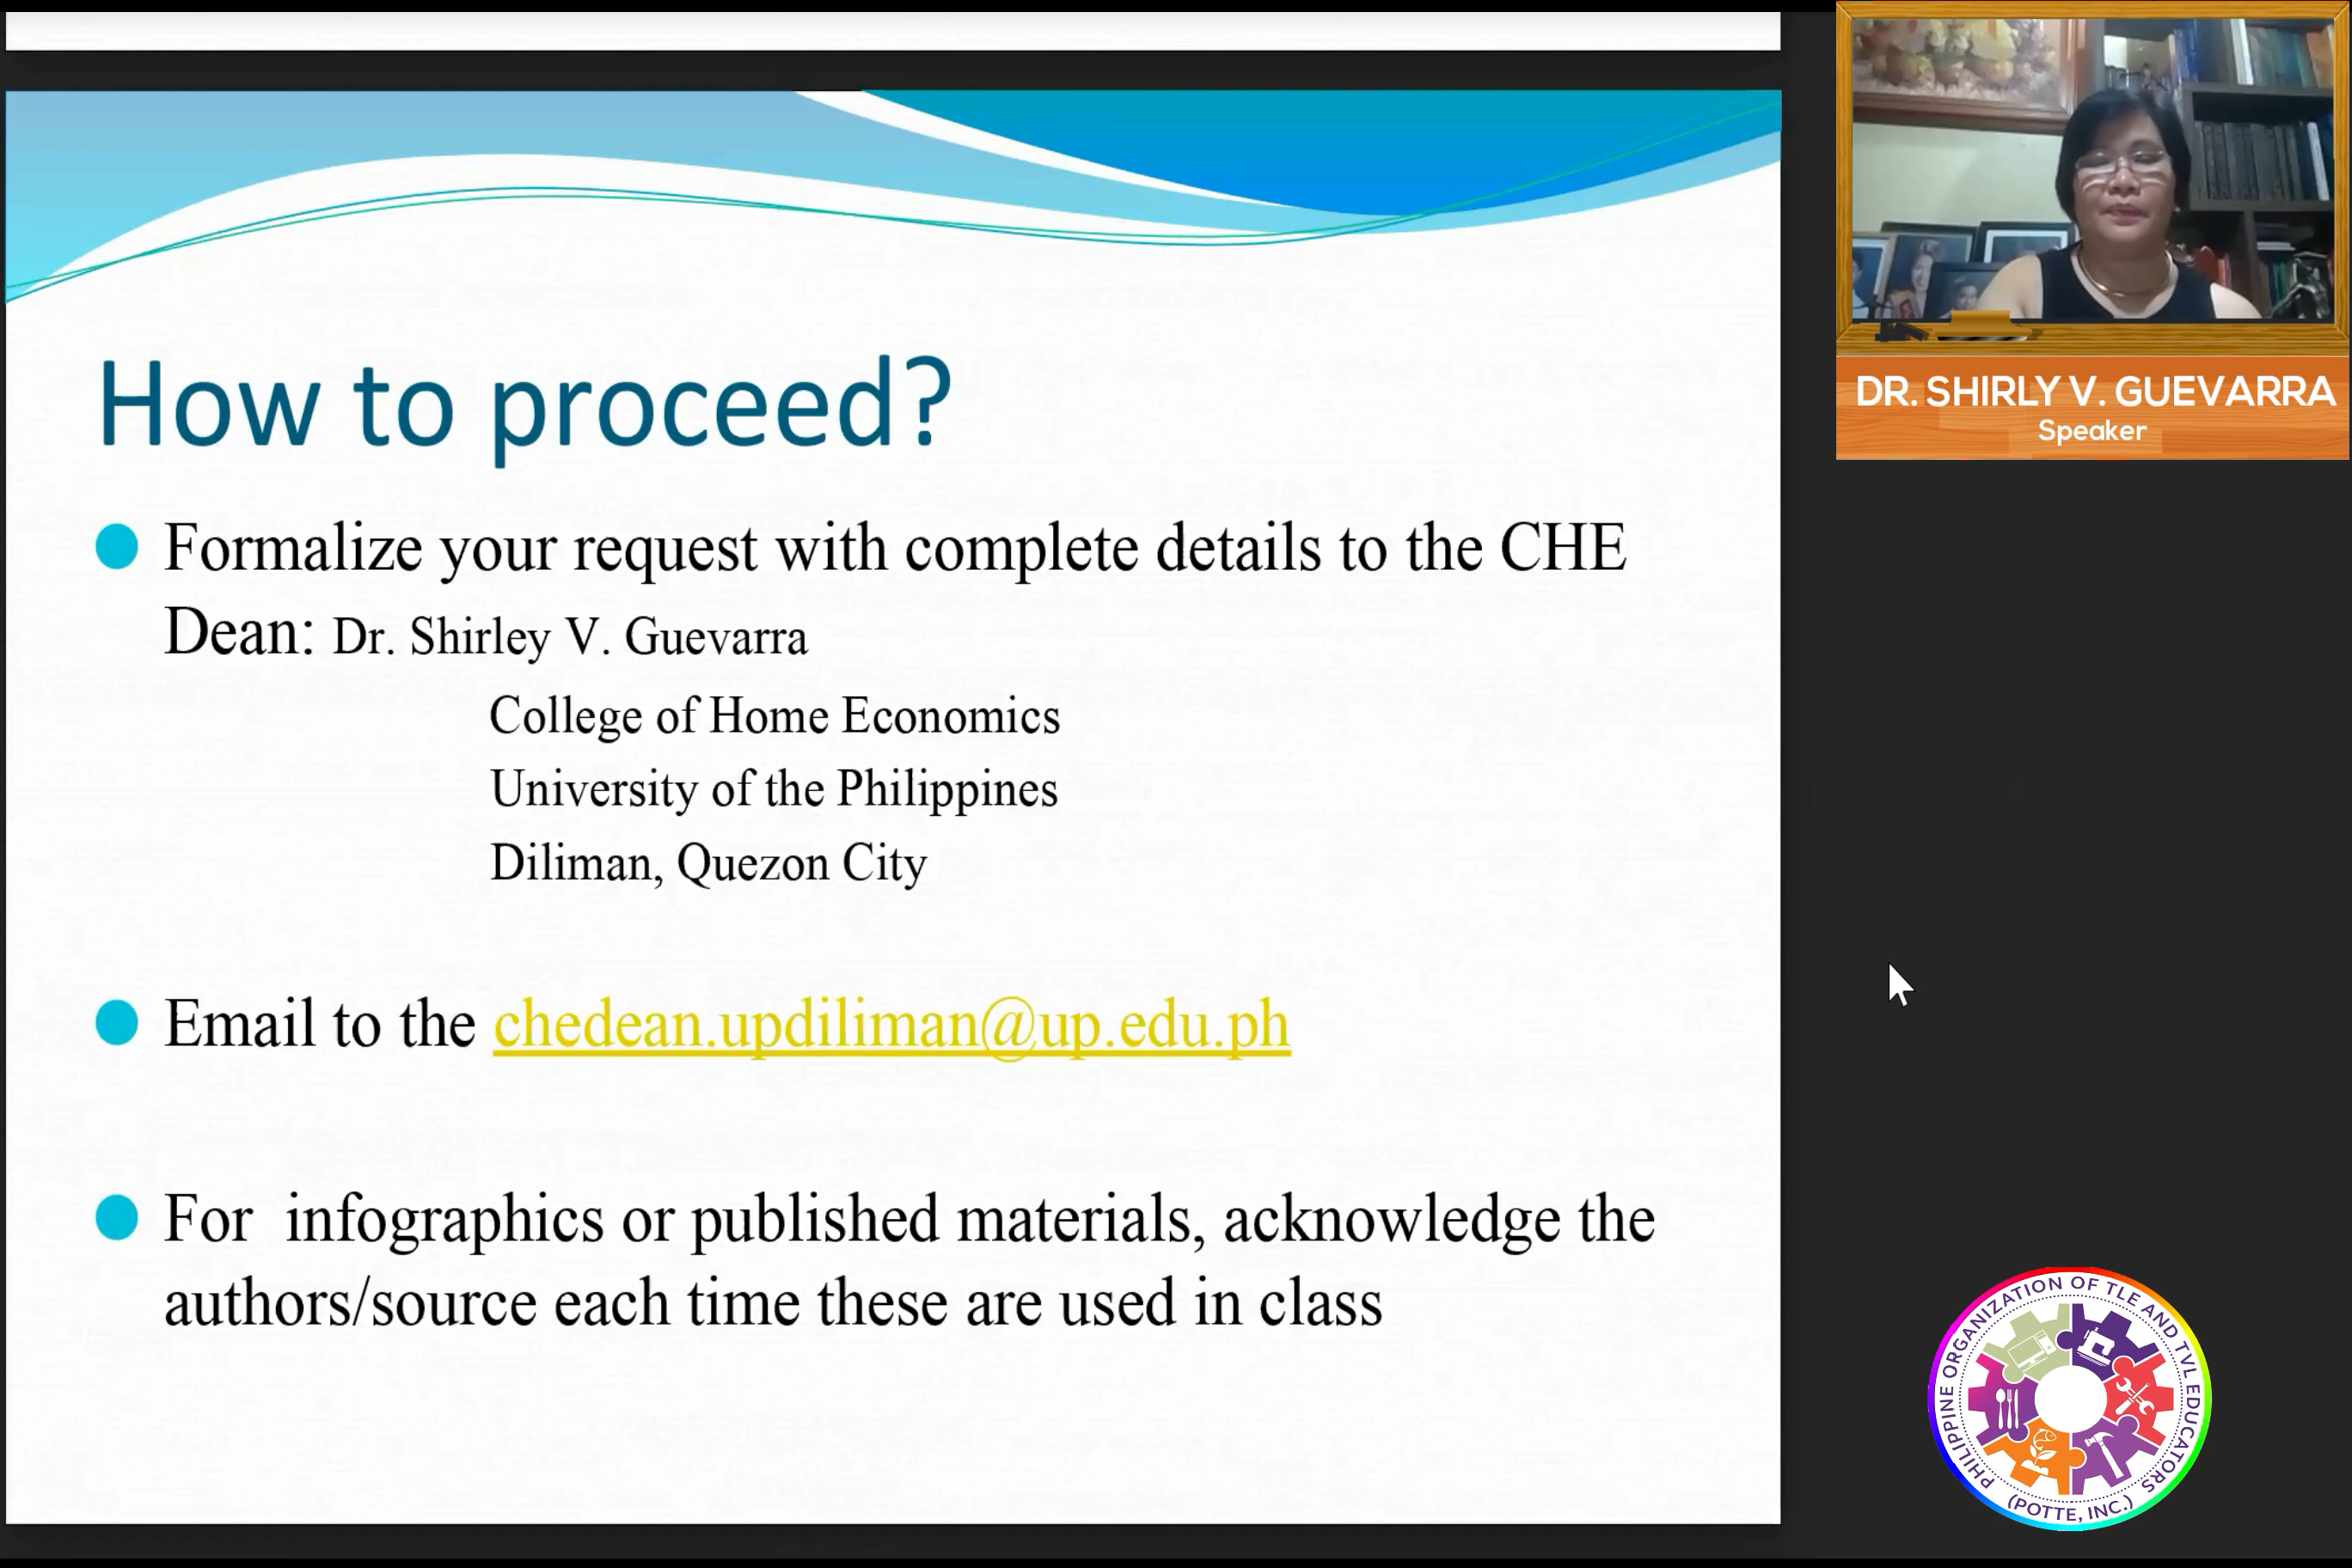 How to proceed?
Formalize your request with complete details to the CHE
Dean: Dr. Shirley V. Guevarra
College of Home Economics
University of the Philippines
Diliman, Quezon City
Email to the chedean.updiliman@up.edu.ph
For infographics or published materials, acknowledge the
authors/source each time these are used in class
DR. SHIRLY V. GUEVARRA
Speaker
PHILIPPINE ORGANIZATION OF TLE AND TVL EDUCATORS
(POTTE, INC.)